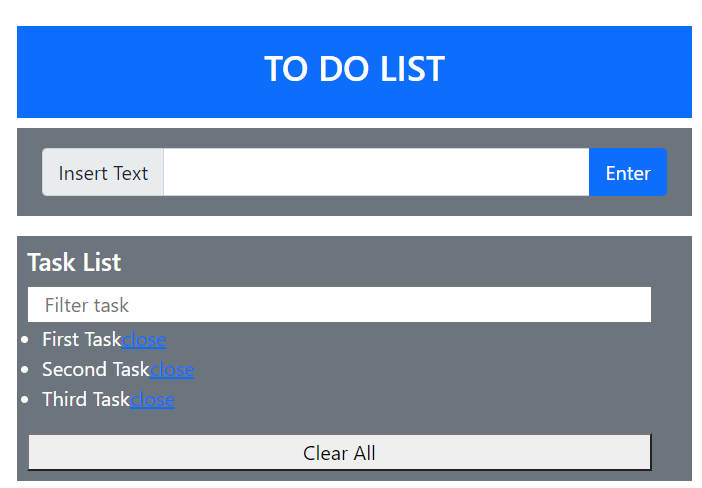 TO DO LIST
Insert Text Enter
Task List
Filter task
First Taskclose
Second Taskclose
Third Taskclose
Clear All